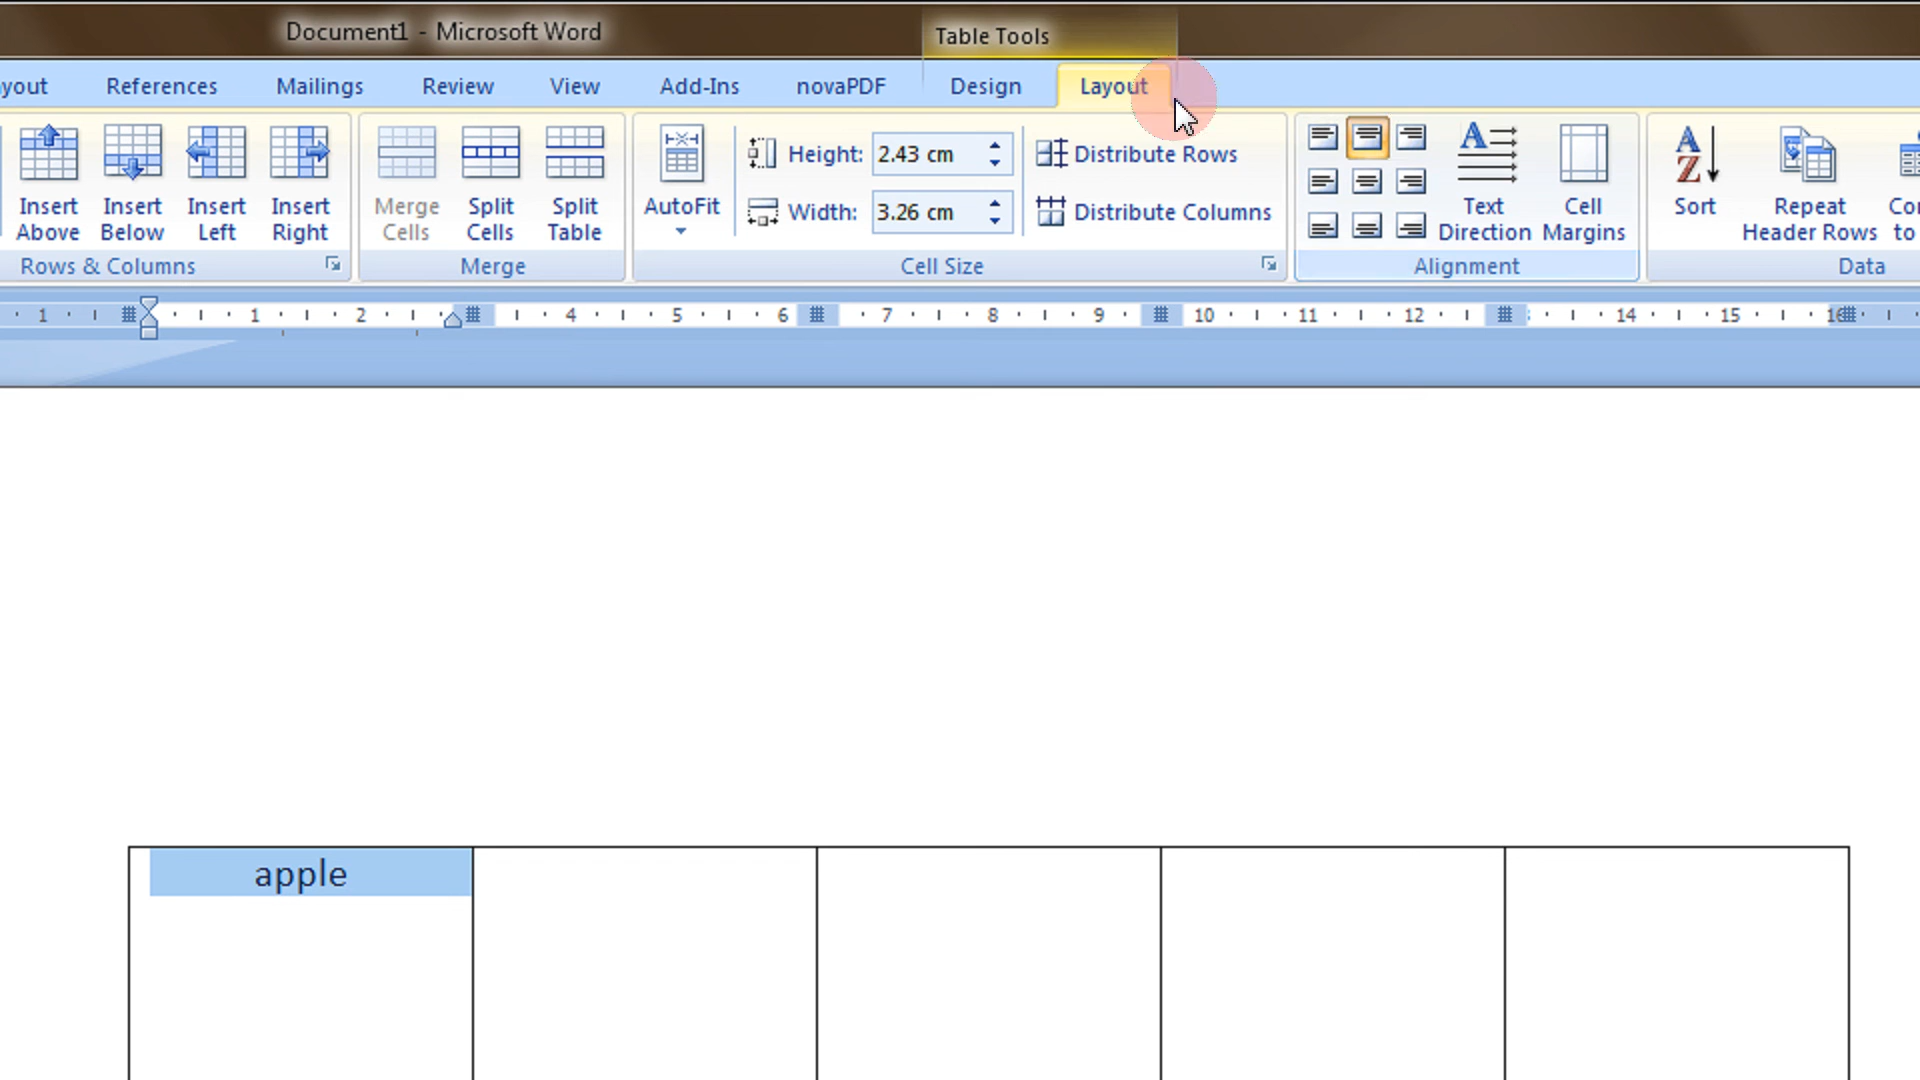 Document1 - Microsoft Word
Table Tools
yout References Mailings Review View Add-Ins novaPDF Design Layout
Insert Above
Insert Below
Insert Left
Insert Right
Rows & Columns
Merge Cells
Split Cells
Split Table
Merge
AutoFit
Height: 2.43 cm
Width: 3.26 cm
Distribute Rows
Distribute Columns
Cell Size
Text Direction
Cell Margins
Alignment
A
Z
Sort
Repeat Header Rows
Co
to
Data
1 1 2 4 5 6 7 8 9 10 11 12 14 15 16
apple